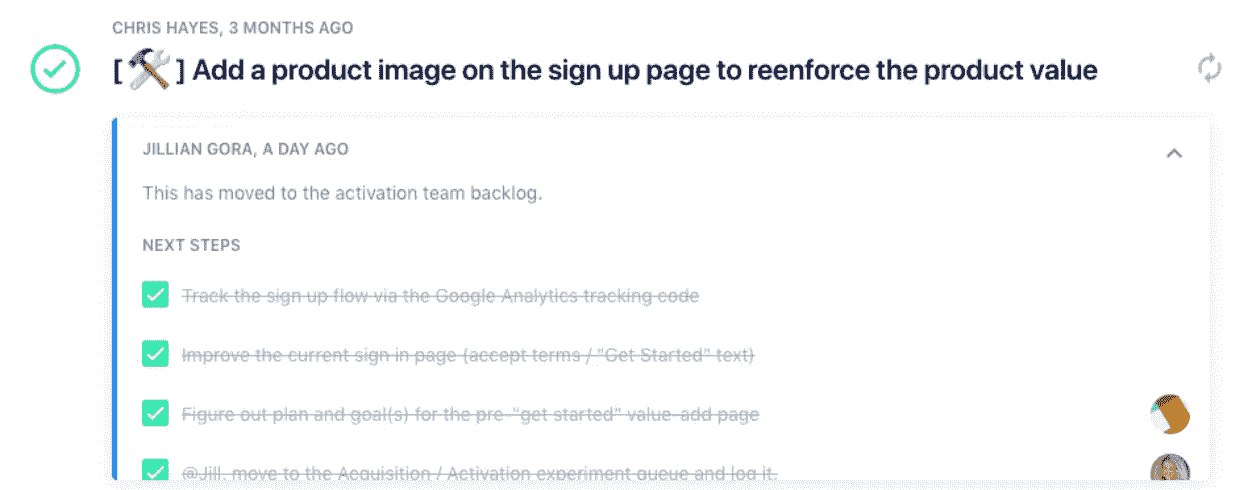 CHRIS HAYES, 3 MONTHS AGO
[🛠] Add a product image on the sign up page to reenforce the product value
JILLIAN GORA, A DAY AGO
This has moved to the activation team backlog.
NEXT STEPS
Track the sign up flow via the Google Analytics tracking code
Improve the current sign in page (accept terms / "Get Started" text)
Figure out plan and goal(s) for the pre-"get started" value-add page
@Jill, move to the Acquisition / Activation experiment queue and log it.